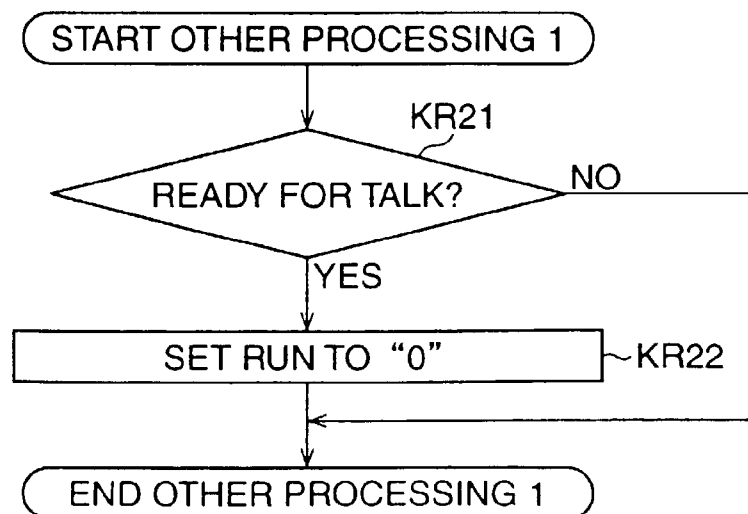 START OTHER PROCESSING 1
KR21
READY FOR TALK?
NO
YES
SET RUN TO “0”
KR22
END OTHER PROCESSING 1